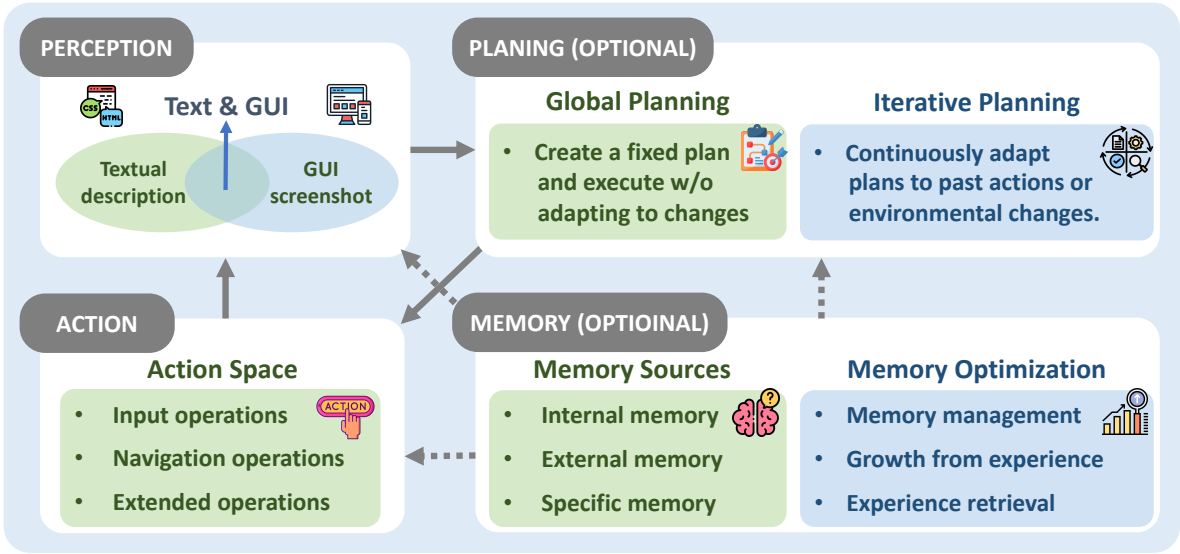 PERCEPTION
CSS
HTML
Text & GUI
Textual
description
GUI
screenshot
PLANING (OPTIONAL)
Global Planning
• Create a fixed plan
and execute w/o
adapting to changes
Iterative Planning
• Continuously adapt
plans to past actions or
environmental changes.
ACTION
Action Space
ACTION
• Input operations
• Navigation operations
• Extended operations
MEMORY (OPTIOINAL)
Memory Sources
?
• Internal memory
• External memory
• Specific memory
Memory Optimization
• Memory management
• Growth from experience
• Experience retrieval